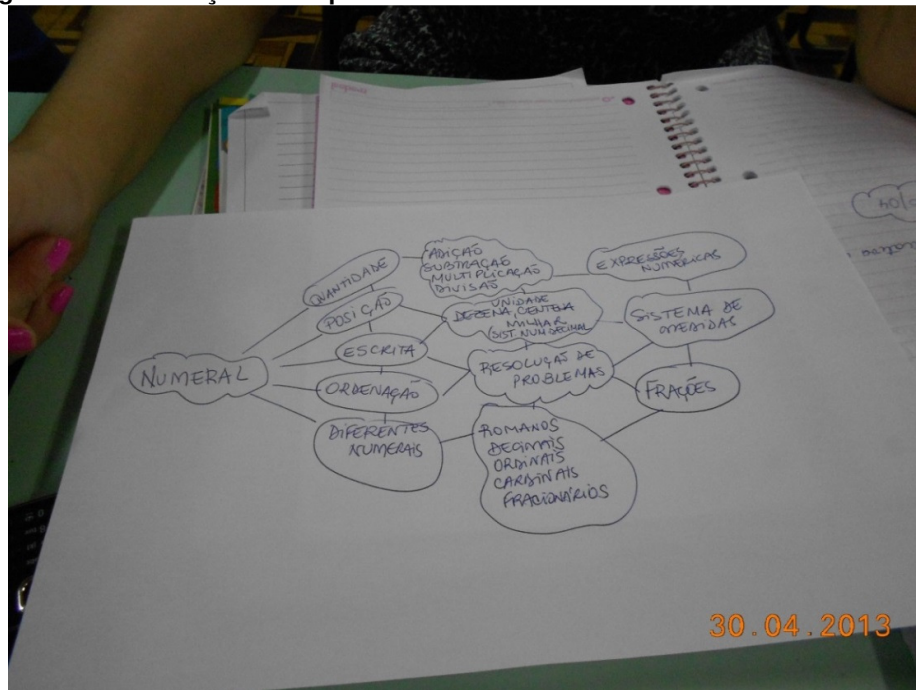 QUANTIDADE
ADIÇÃO
SUBTRAÇÃO
MULTIPLICAÇÃO
DIVISÃO
EXPRESSÕES
NUMÉRICAS
POSIÇÃO
UNIDADE
DEZENA, CENTENA
MILHAR
(SIST. NUM DECIMAL
SISTEMA DE
MEDIDAS
NUMERAL
ESCRITA
RESOLUÇÃO DE
PROBLEMAS
ORDENAÇÃO
FRAÇÕES
DIFERENTES
NUMERAIS
ROMANOS
DECIMAIS
ORDINAIS
CARDINAIS
FRACIONÁRIOS
30.04.2013